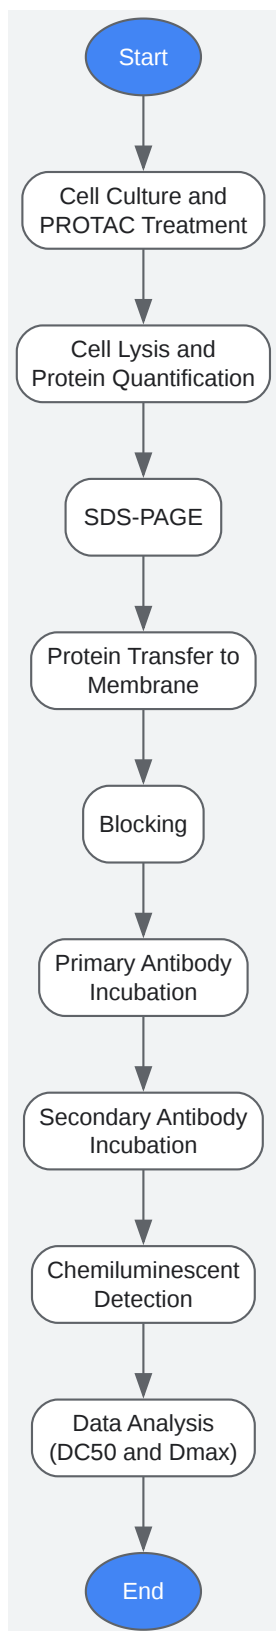 Start
Cell Culture and
PROTAC Treatment
Cell Lysis and
Protein Quantification
SDS-PAGE
Protein Transfer to
Membrane
Blocking
Primary Antibody
Incubation
Secondary Antibody
Incubation
Chemiluminescent
Detection
Data Analysis
(DC50 and Dmax)
End